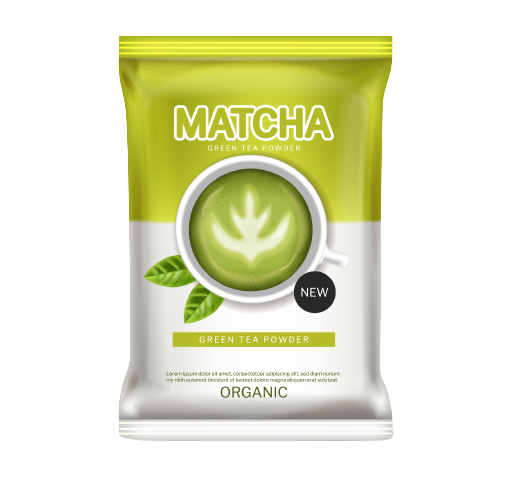 MATCHA
GREEN TEA POWDER
NEW
GREEN TEA POWDER
Lorem ipsum dolor sit amet, consectetuer adipiscing elit, sed diam nonum-
my nibh euismod tincidunt ut laoreet dolore magna aliquam erat volutpat.
ORGANIC